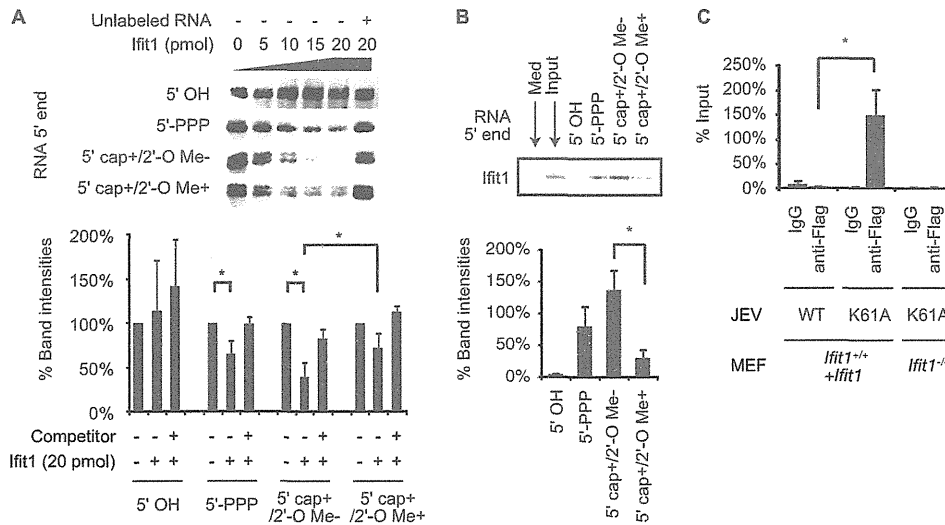 A
Unlabeled RNA - - - - - +
Ifit1 (pmol) 0 5 10 15 20 20
RNA 5' end
5' OH
5'-PPP
5' cap+/2'-O Me-
5' cap+/2'-O Me+
% Band intensities
200%
150%
100%
50%
0%
* * *
Competitor - - + - - + - - + - - +
Ifit1 (20 pmol) - + + - + + - + + - + +
5' OH
5'-PPP
5' cap+
/2'-O Me-
5' cap+
/2'-O Me+
B
RNA
5' end
Med
Input
5' OH
5'-PPP
5' cap+/2'-O Me-
5' cap+/2'-O Me+
Ifit1
% Band intensities
200%
150%
100%
50%
0%
*
5' OH
5'-PPP
5' cap+/2'-O Me-
5' cap+/2'-O Me+
C
% Input
250%
200%
150%
100%
50%
0%
*
IgG
anti-Flag
IgG
anti-Flag
IgG
anti-Flag
JEV WT K61A K61A
MEF Ifit1+/+ Ifit1-/-
+Ifit1